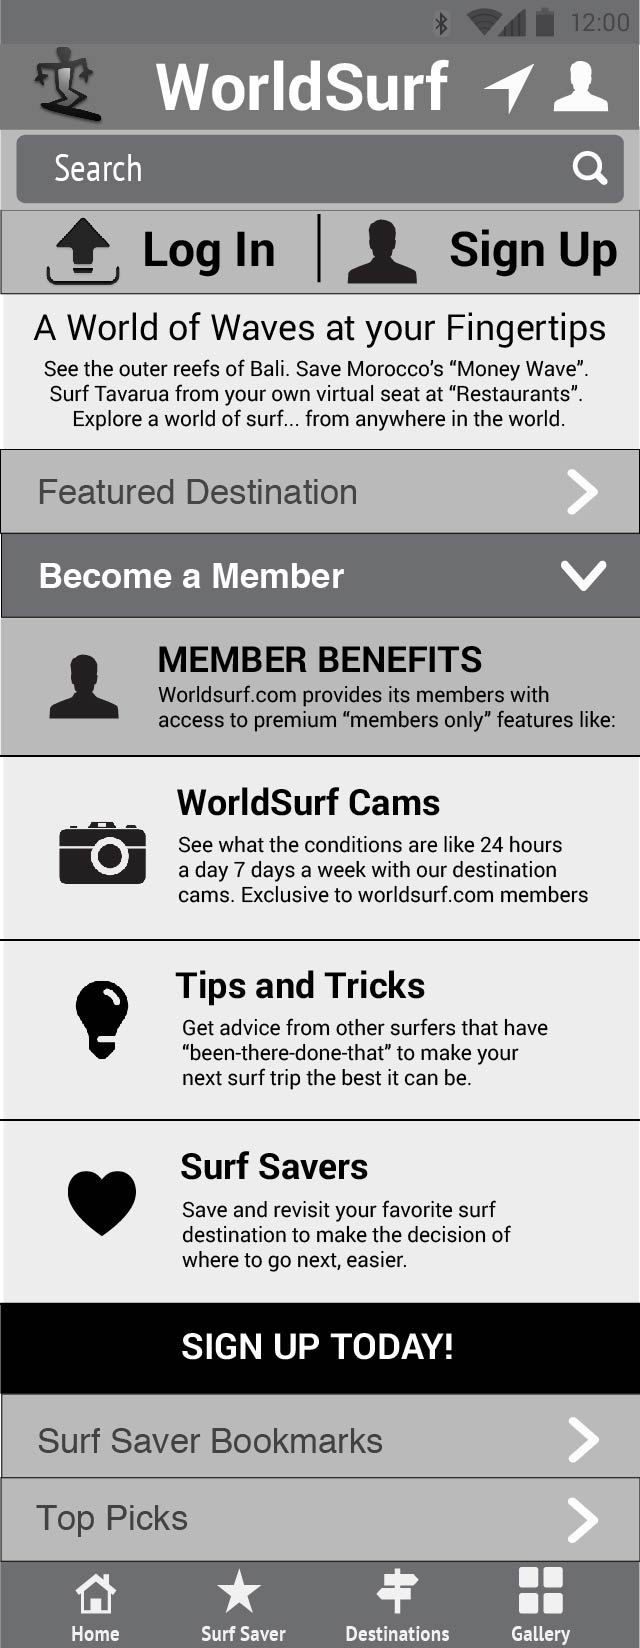 12:00
WorldSurf
Search
Log In
Sign Up
A World of Waves at your Fingertips
See the outer reefs of Bali. Save Morocco’s “Money Wave”.
Surf Tavarua from your own virtual seat at “Restaurants”.
Explore a world of surf... from anywhere in the world.
Featured Destination
Become a Member
MEMBER BENEFITS
Worldsurf.com provides its members with
access to premium “members only” features like:
WorldSurf Cams
See what the conditions are like 24 hours
a day 7 days a week with our destination
cams. Exclusive to worldsurf.com members
Tips and Tricks
Get advice from other surfers that have
“been-there-done-that” to make your
next surf trip the best it can be.
Surf Savers
Save and revisit your favorite surf
destination to make the decision of
where to go next, easier.
SIGN UP TODAY!
Surf Saver Bookmarks
Top Picks
Home
Surf Saver
Destinations
Gallery